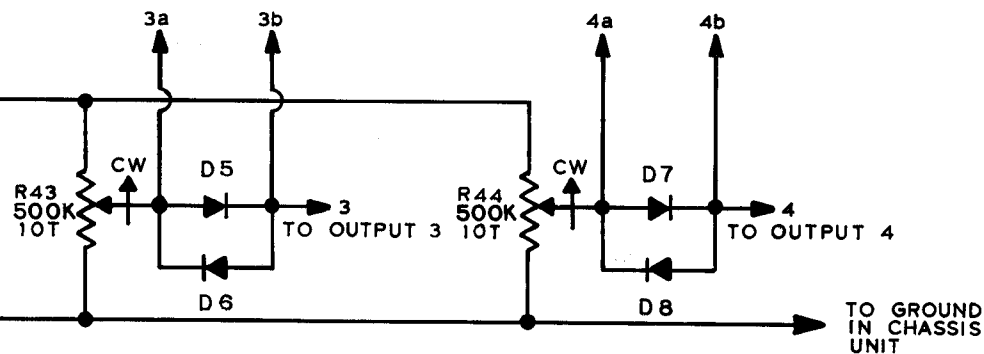 3a
3b
4a
4b
CW
D5
R43
500K
10T
3
TO OUTPUT 3
D6
CW
D7
R44
500K
10T
4
TO OUTPUT 4
D8
TO GROUND
IN CHASSIS
UNIT